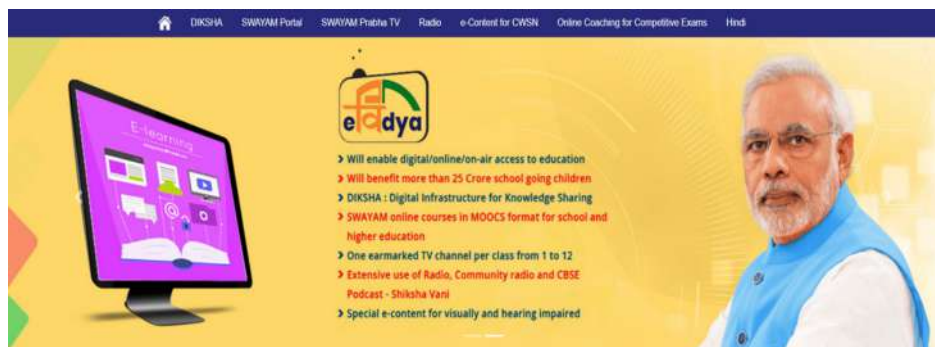 DIKSHA SWAYAM Portal SWAYAM Prabha TV Radio e-Content for CWSN Online Coaching for Competitive Exams Hindi
E-learning
eविद्या dya
> Will enable digital/online/on-air access to education
> Will benefit more than 25 Crore school going children
> DIKSHA : Digital Infrastructure for Knowledge Sharing
> SWAYAM online courses in MOOCS format for school and
higher education
> One earmarked TV channel per class from 1 to 12
> Extensive use of Radio, Community radio and CBSE
Podcast - Shiksha Vani
> Special e-content for visually and hearing impaired